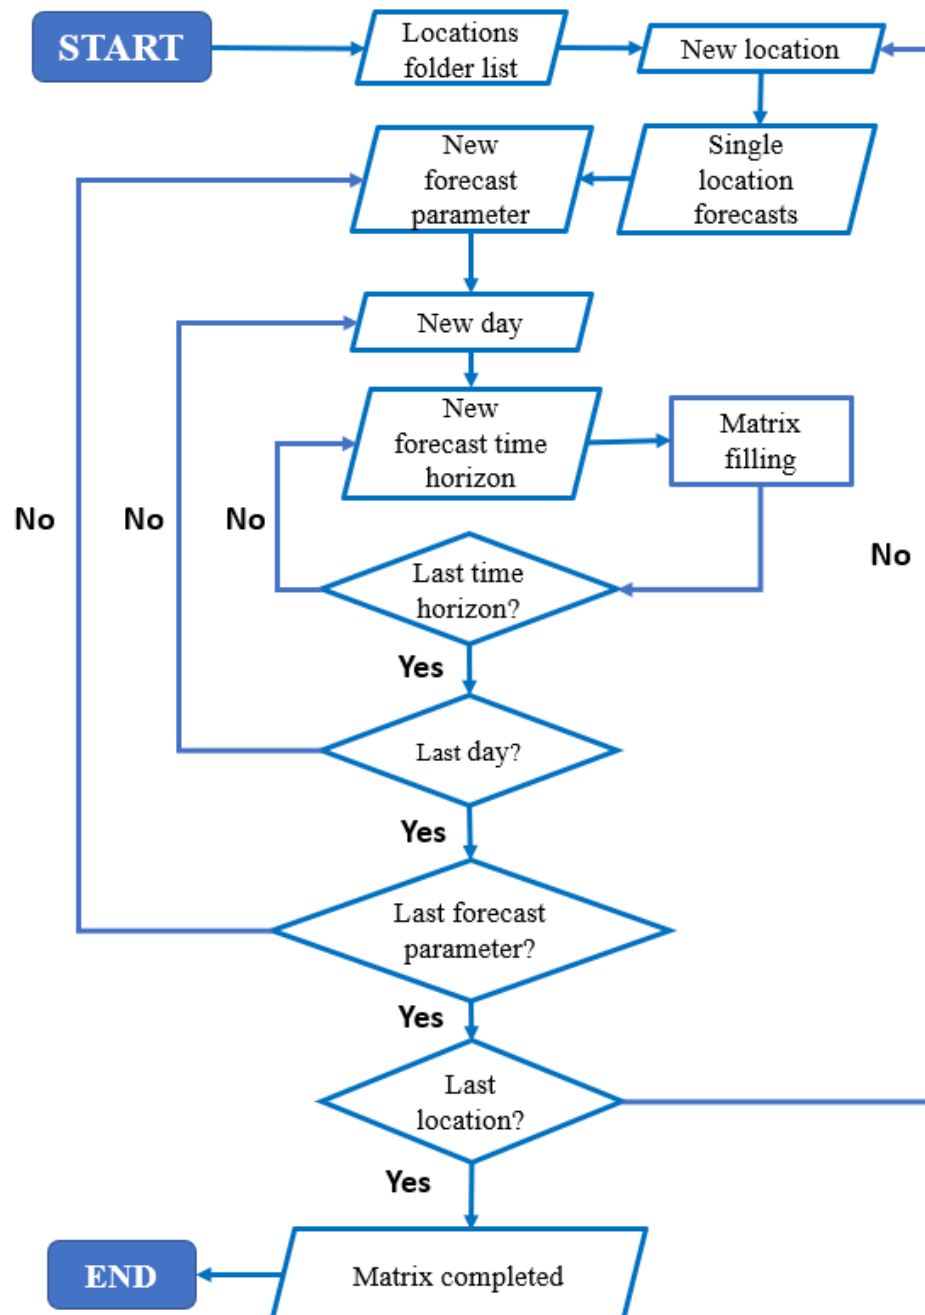 START
Locations
folder list
New location
New
forecast
parameter
Single
location
forecasts
New day
New
forecast time
horizon
Matrix
filling
No
No
No
No
Last time
horizon?
Yes
Last day?
Yes
Last forecast
parameter?
Yes
Last
location?
Yes
END
Matrix completed